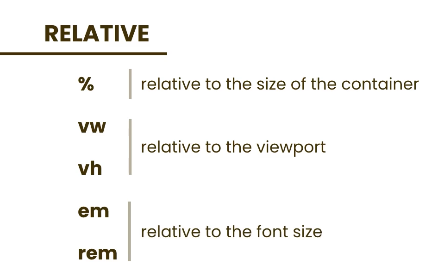 RELATIVE
% relative to the size of the container
vw
relative to the viewport
vh
em
relative to the font size
rem